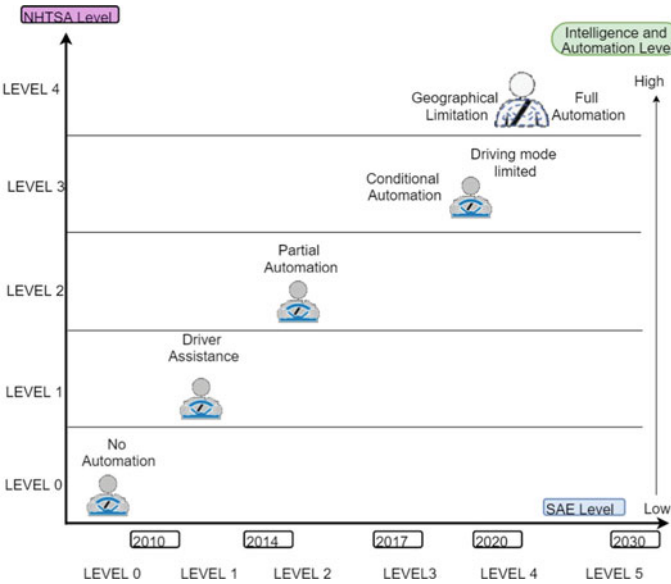 NHTSA Level
Intelligence and
Automation Leve
High
LEVEL 4
Geographical
Limitation
Full
Automation
Driving mode
limited
LEVEL 3
Conditional
Automation
Partial
Automation
LEVEL 2
Driver
Assistance
LEVEL 1
No
Automation
LEVEL 0
SAE Level
Low
2010
2014
2017
2020
2030
LEVEL 0
LEVEL 1
LEVEL 2
LEVEL3
LEVEL 4
LEVEL 5